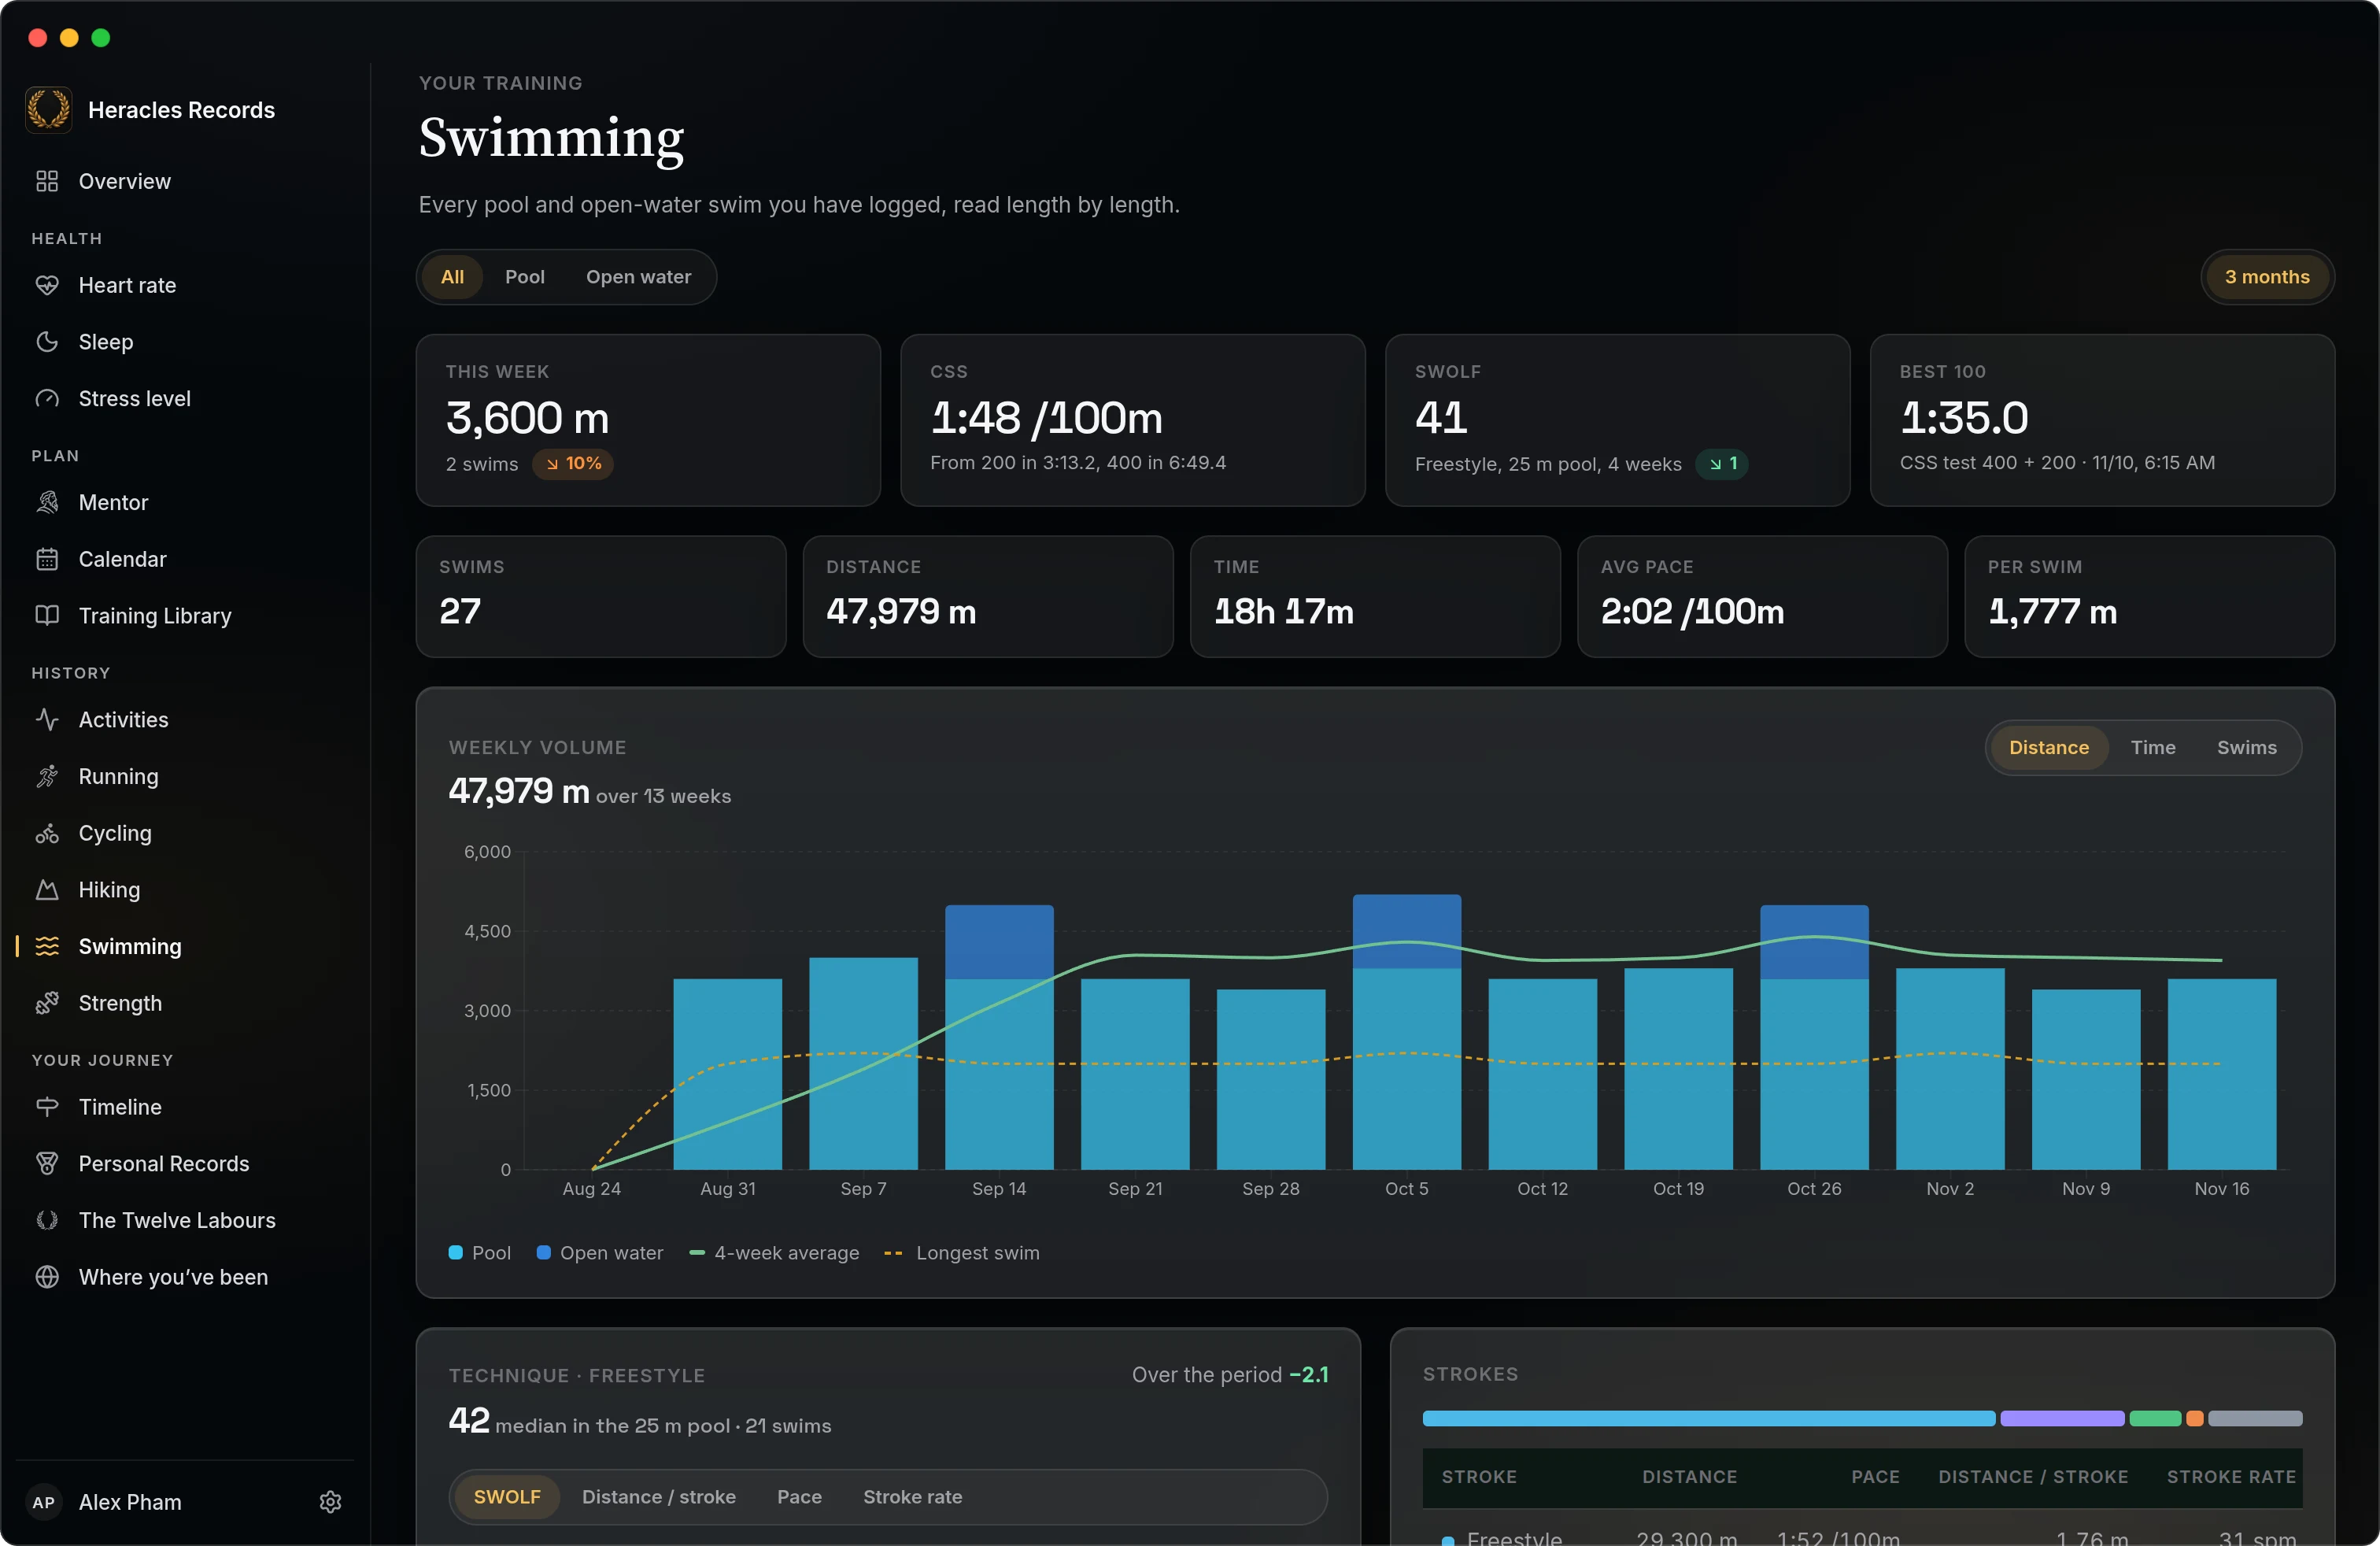 Heracles Records
Overview
HEALTH
Heart rate
Sleep
Stress level
PLAN
Mentor
Calendar
Training Library
HISTORY
Activities
Running
Cycling
Hiking
Swimming
Strength
YOUR JOURNEY
Timeline
Personal Records
The Twelve Labours
Where you’ve been
AP Alex Pham
YOUR TRAINING
Swimming
Every pool and open-water swim you have logged, read length by length.
All Pool Open water 3 months
THIS WEEK
3,600 m
2 swims 10%
CSS
1:48 /100m
From 200 in 3:13.2, 400 in 6:49.4
SWOLF
41
Freestyle, 25 m pool, 4 weeks 1
BEST 100
1:35.0
CSS test 400 + 200 · 11/10, 6:15 AM
SWIMS
27
DISTANCE
47,979 m
TIME
18h 17m
AVG PACE
2:02 /100m
PER SWIM
1,777 m
WEEKLY VOLUME
47,979 m over 13 weeks
Distance Time Swims
6,000
4,500
3,000
1,500
0
Aug 24 Aug 31 Sep 7 Sep 14 Sep 21 Sep 28 Oct 5 Oct 12 Oct 19 Oct 26 Nov 2 Nov 9 Nov 16
Pool Open water 4-week average Longest swim
TECHNIQUE · FREESTYLE
Over the period −2.1
42 median in the 25 m pool · 21 swims
SWOLF Distance / stroke Pace Stroke rate
STROKES
STROKE DISTANCE PACE DISTANCE / STROKE STROKE RATE
Freestyle 29,300 m 1:52 /100m 1.76 m 31 spm